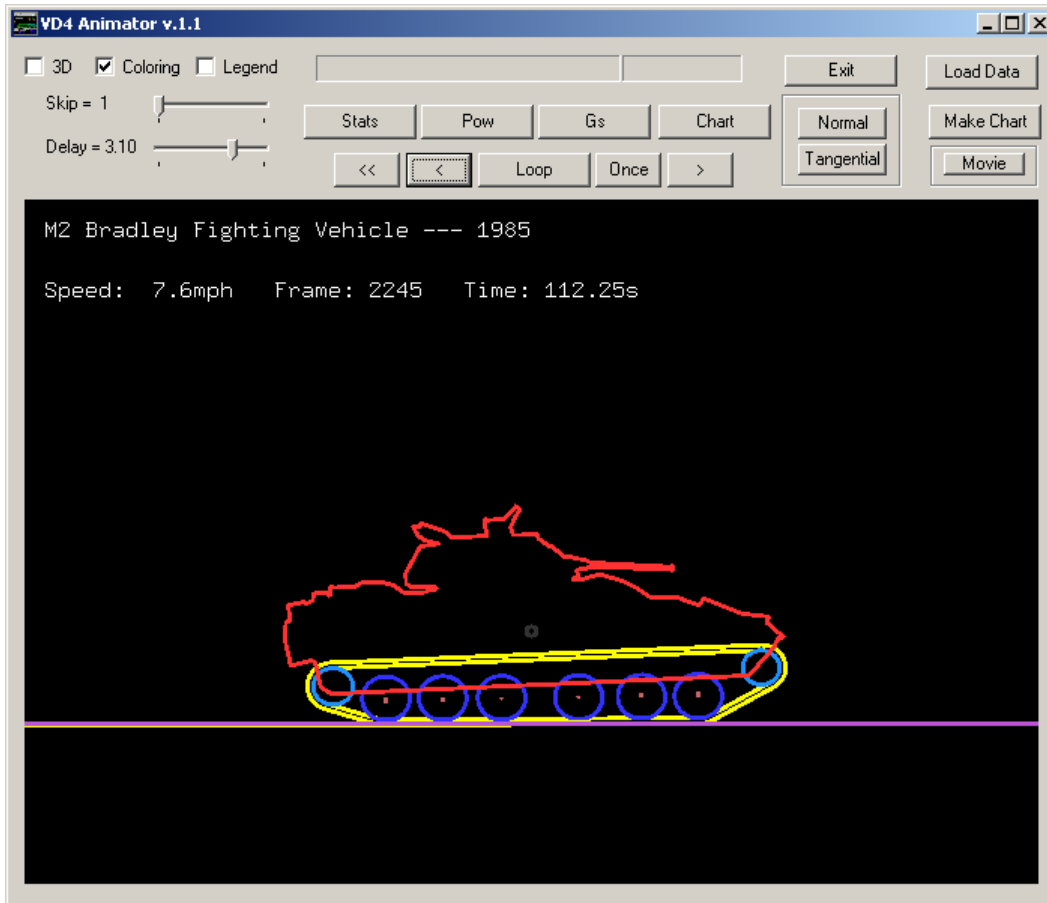 VD4 Animator v.1.1
3D Coloring Legend Exit Load Data
Skip = 1
Stats Pow Gs Chart Normal Make Chart
Delay = 3.10
<< < Loop Once > Tangential Movie
M2 Bradley Fighting Vehicle --- 1985
Speed: 7.6mph Frame: 2245 Time: 112.25s